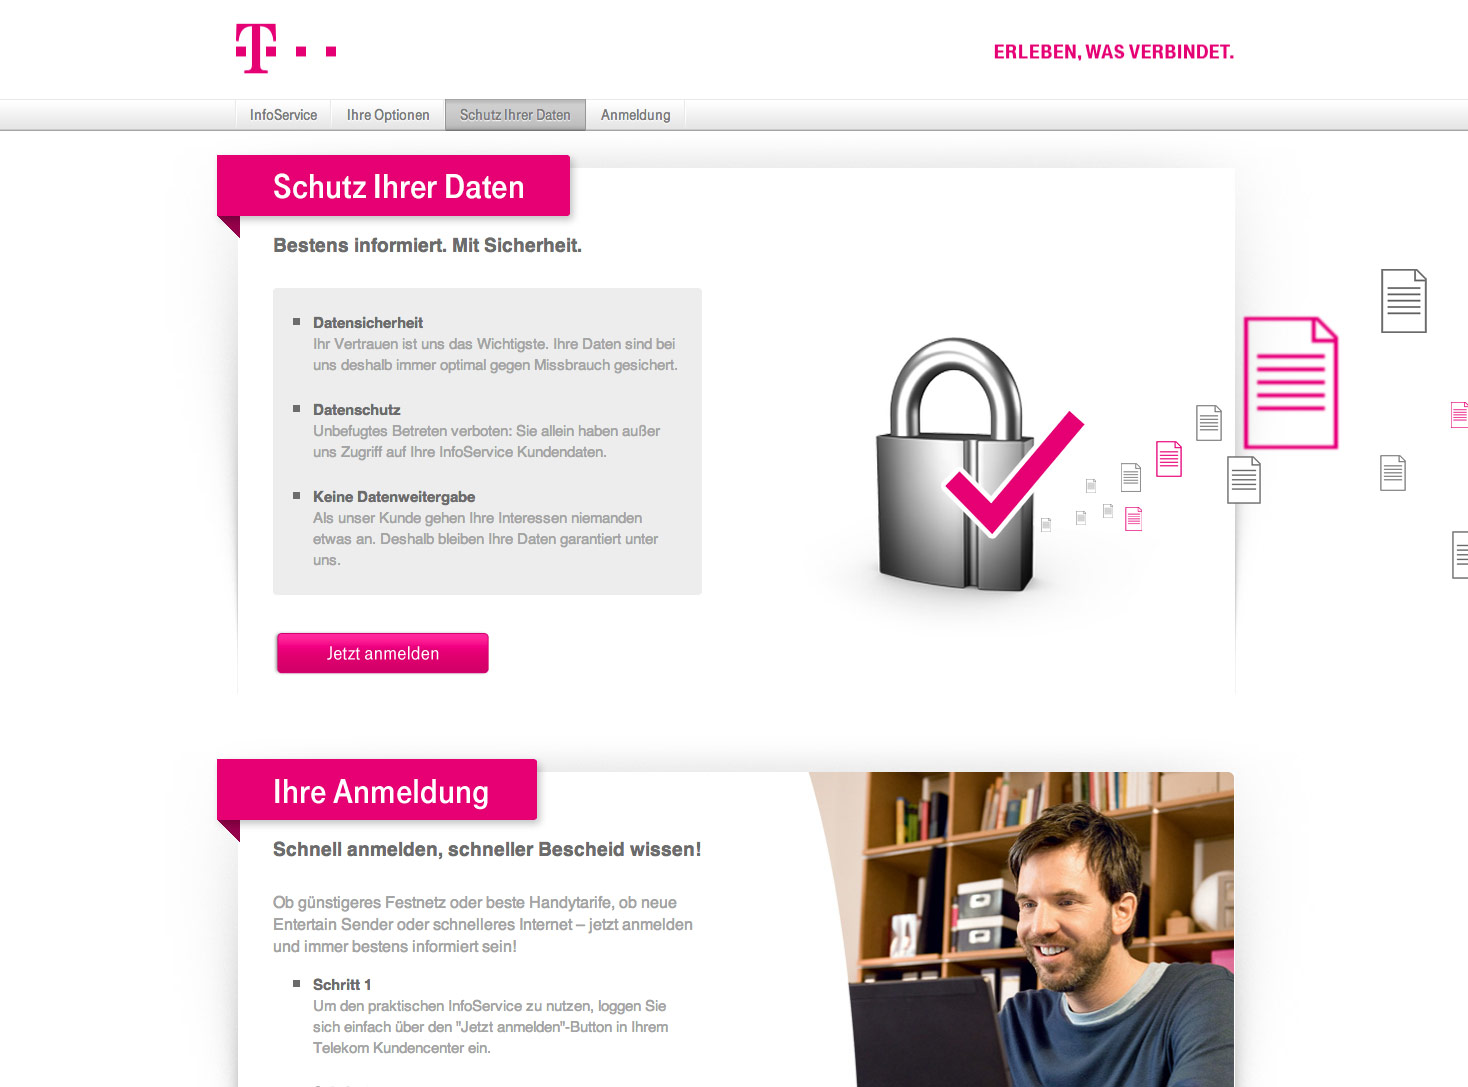 T
ERLEBEN, WAS VERBINDET.
InfoService
Ihre Optionen
Schutz Ihrer Daten
Anmeldung
Schutz Ihrer Daten
Bestens informiert. Mit Sicherheit.
Datensicherheit
Ihr Vertrauen ist uns das Wichtigste. Ihre Daten sind bei
uns deshalb immer optimal gegen Missbrauch gesichert.
Datenschutz
Unbefugtes Betreten verboten: Sie allein haben außer
uns Zugriff auf Ihre InfoService Kundendaten.
Keine Datenweitergabe
Als unser Kunde gehen Ihre Interessen niemanden
etwas an. Deshalb bleiben Ihre Daten garantiert unter
uns.
Jetzt anmelden
Ihre Anmeldung
Schnell anmelden, schneller Bescheid wissen!
Ob günstigeres Festnetz oder beste Handytarife, ob neue
Entertain Sender oder schnelleres Internet – jetzt anmelden
und immer bestens informiert sein!
Schritt 1
Um den praktischen InfoService zu nutzen, loggen Sie
sich einfach über den "Jetzt anmelden"-Button in Ihrem
Telekom Kundencenter ein.